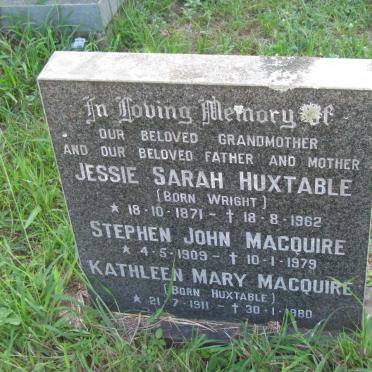 In Loving Memory of
OUR BELOVED GRANDMOTHER
AND OUR BELOVED FATHER AND MOTHER
JESSIE SARAH HUXTABLE
(BORN WRIGHT)
* 18·10·1871 – † 18·8·1962
STEPHEN JOHN MACQUIRE
* 4·5·1909 – † 10·1·1979
KATHLEEN MARY MACQUIRE
(BORN HUXTABLE)
* 21·7·1911 – † 30·1·1980